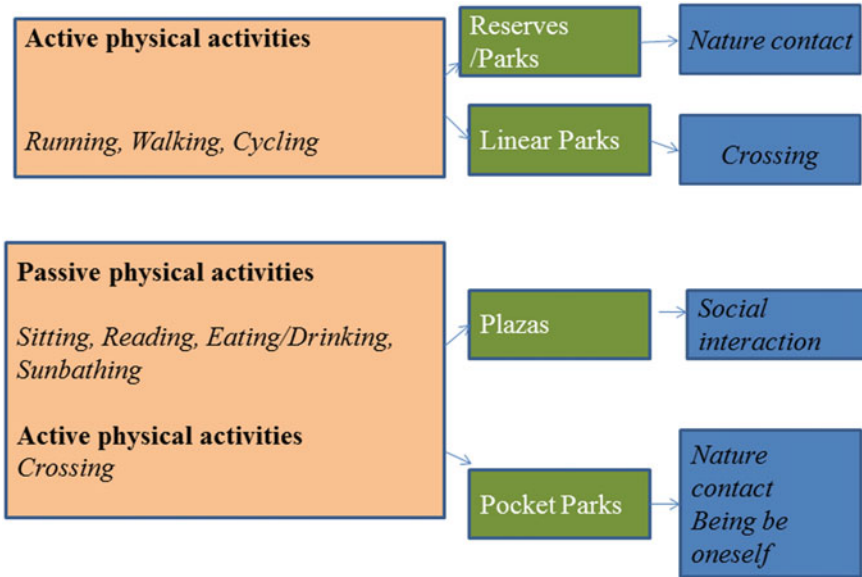 Active physical activities
Running, Walking, Cycling
Reserves
/Parks
Nature contact
Linear Parks
Crossing
Passive physical activities
Sitting, Reading, Eating/Drinking,
Sunbathing
Active physical activities
Crossing
Plazas
Social
interaction
Pocket Parks
Nature
contact
Being be
oneself